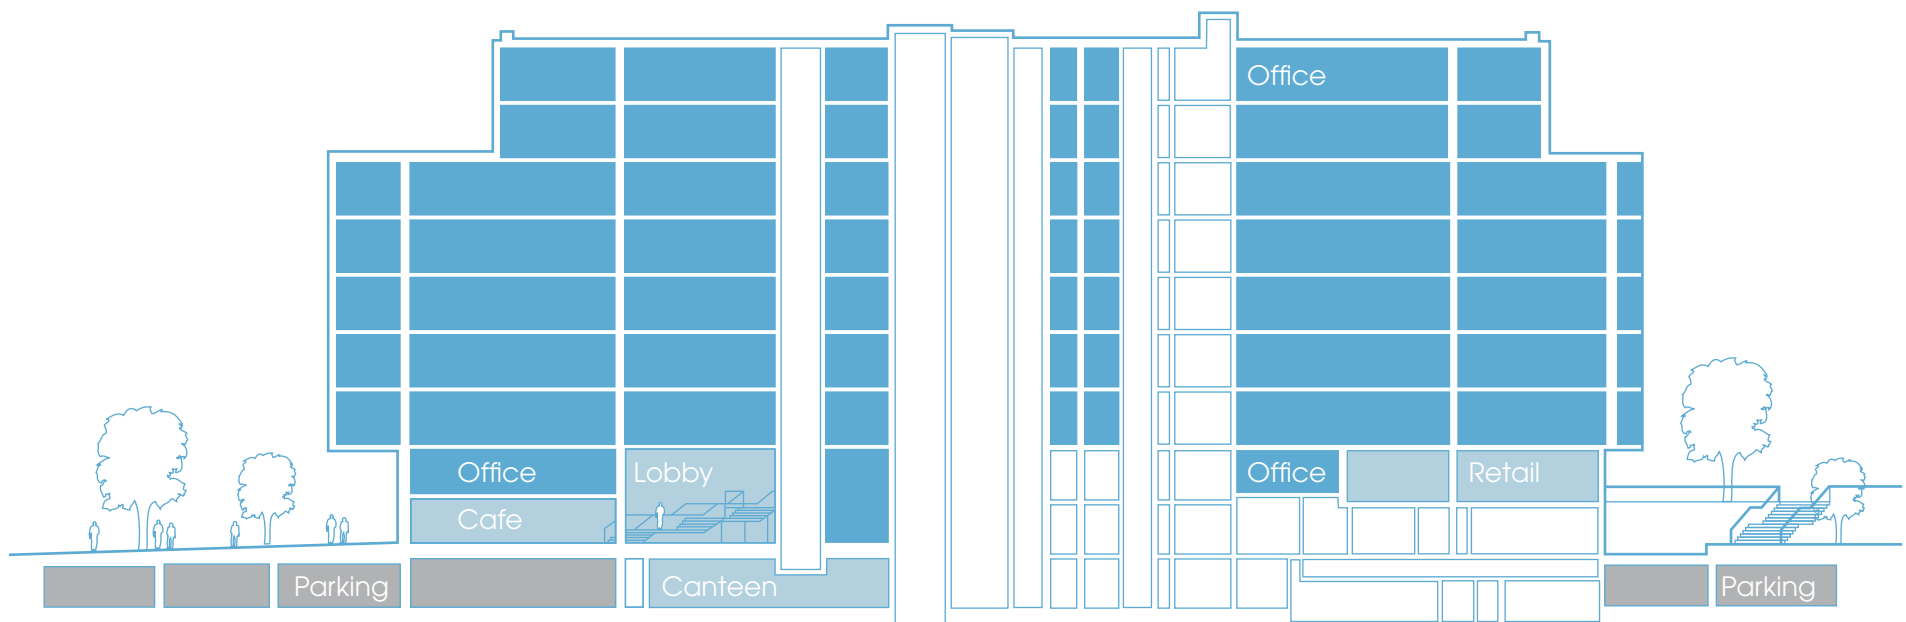 Office
Office
Lobby
Office
Retail
Cafe
Parking
Canteen
Parking